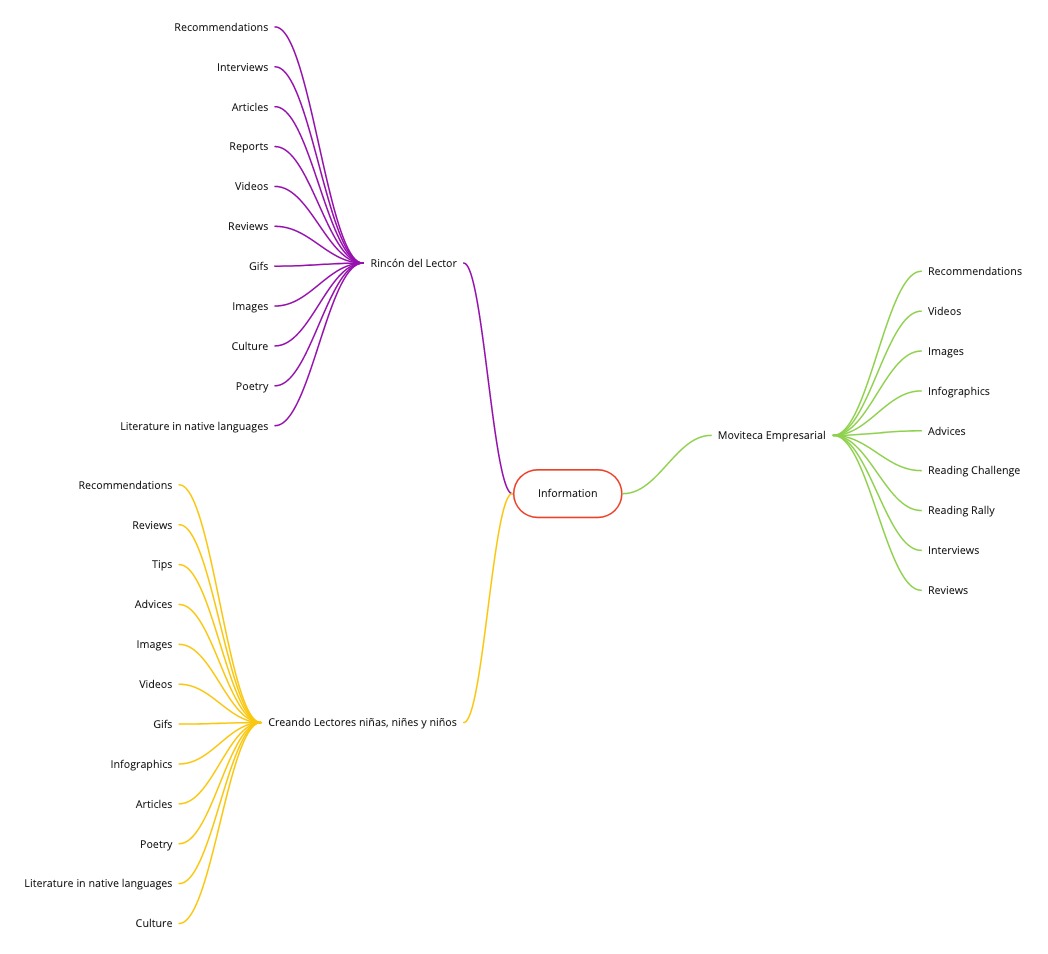 Recommendations
Interviews
Articles
Reports
Videos
Reviews
Gifs
Images
Culture
Poetry
Literature in native languages
Rincón del Lector
Recommendations
Reviews
Tips
Advices
Images
Videos
Gifs
Infographics
Articles
Poetry
Literature in native languages
Culture
Creando Lectores niñas, niñes y niños
Information
Moviteca Empresarial
Recommendations
Videos
Images
Infographics
Advices
Reading Challenge
Reading Rally
Interviews
Reviews